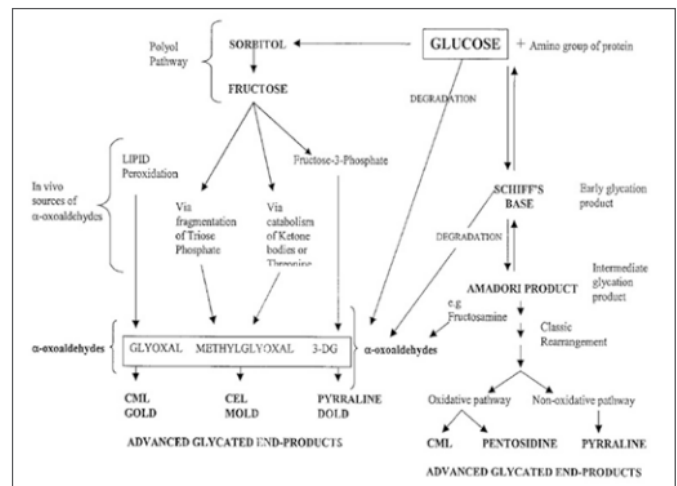 Polyol
Pathway
SORBITOL
GLUCOSE
+ Amino group of protein
FRUCTOSE
DEGRADATION
LIPID
Peroxidation
Fructose-3-Phosphate
In vivo
sources of
α-oxoaldehydes
Via
fragmentation
of Triose
Phosphate
Via
catabolism
of Ketone
bodies or
Threonine
SCHIFF'S
BASE
Early glycation
product
DEGRADATION
AMADORI PRODUCT
Intermediate
glycation
product
e.g
Fructosamine
Classic
Rearrangement
α-oxoaldehydes
GLYOXAL METHYLGLYOXAL 3-DG
α-oxoaldehydes
CML
GOLD
CEL
MOLD
PYRRALINE
DOLD
Oxidative pathway
Non-oxidative pathway
ADVANCED GLYCATED END-PRODUCTS
CML PENTOSIDINE PYRRALINE
ADVANCED GLYCATED END-PRODUCTS